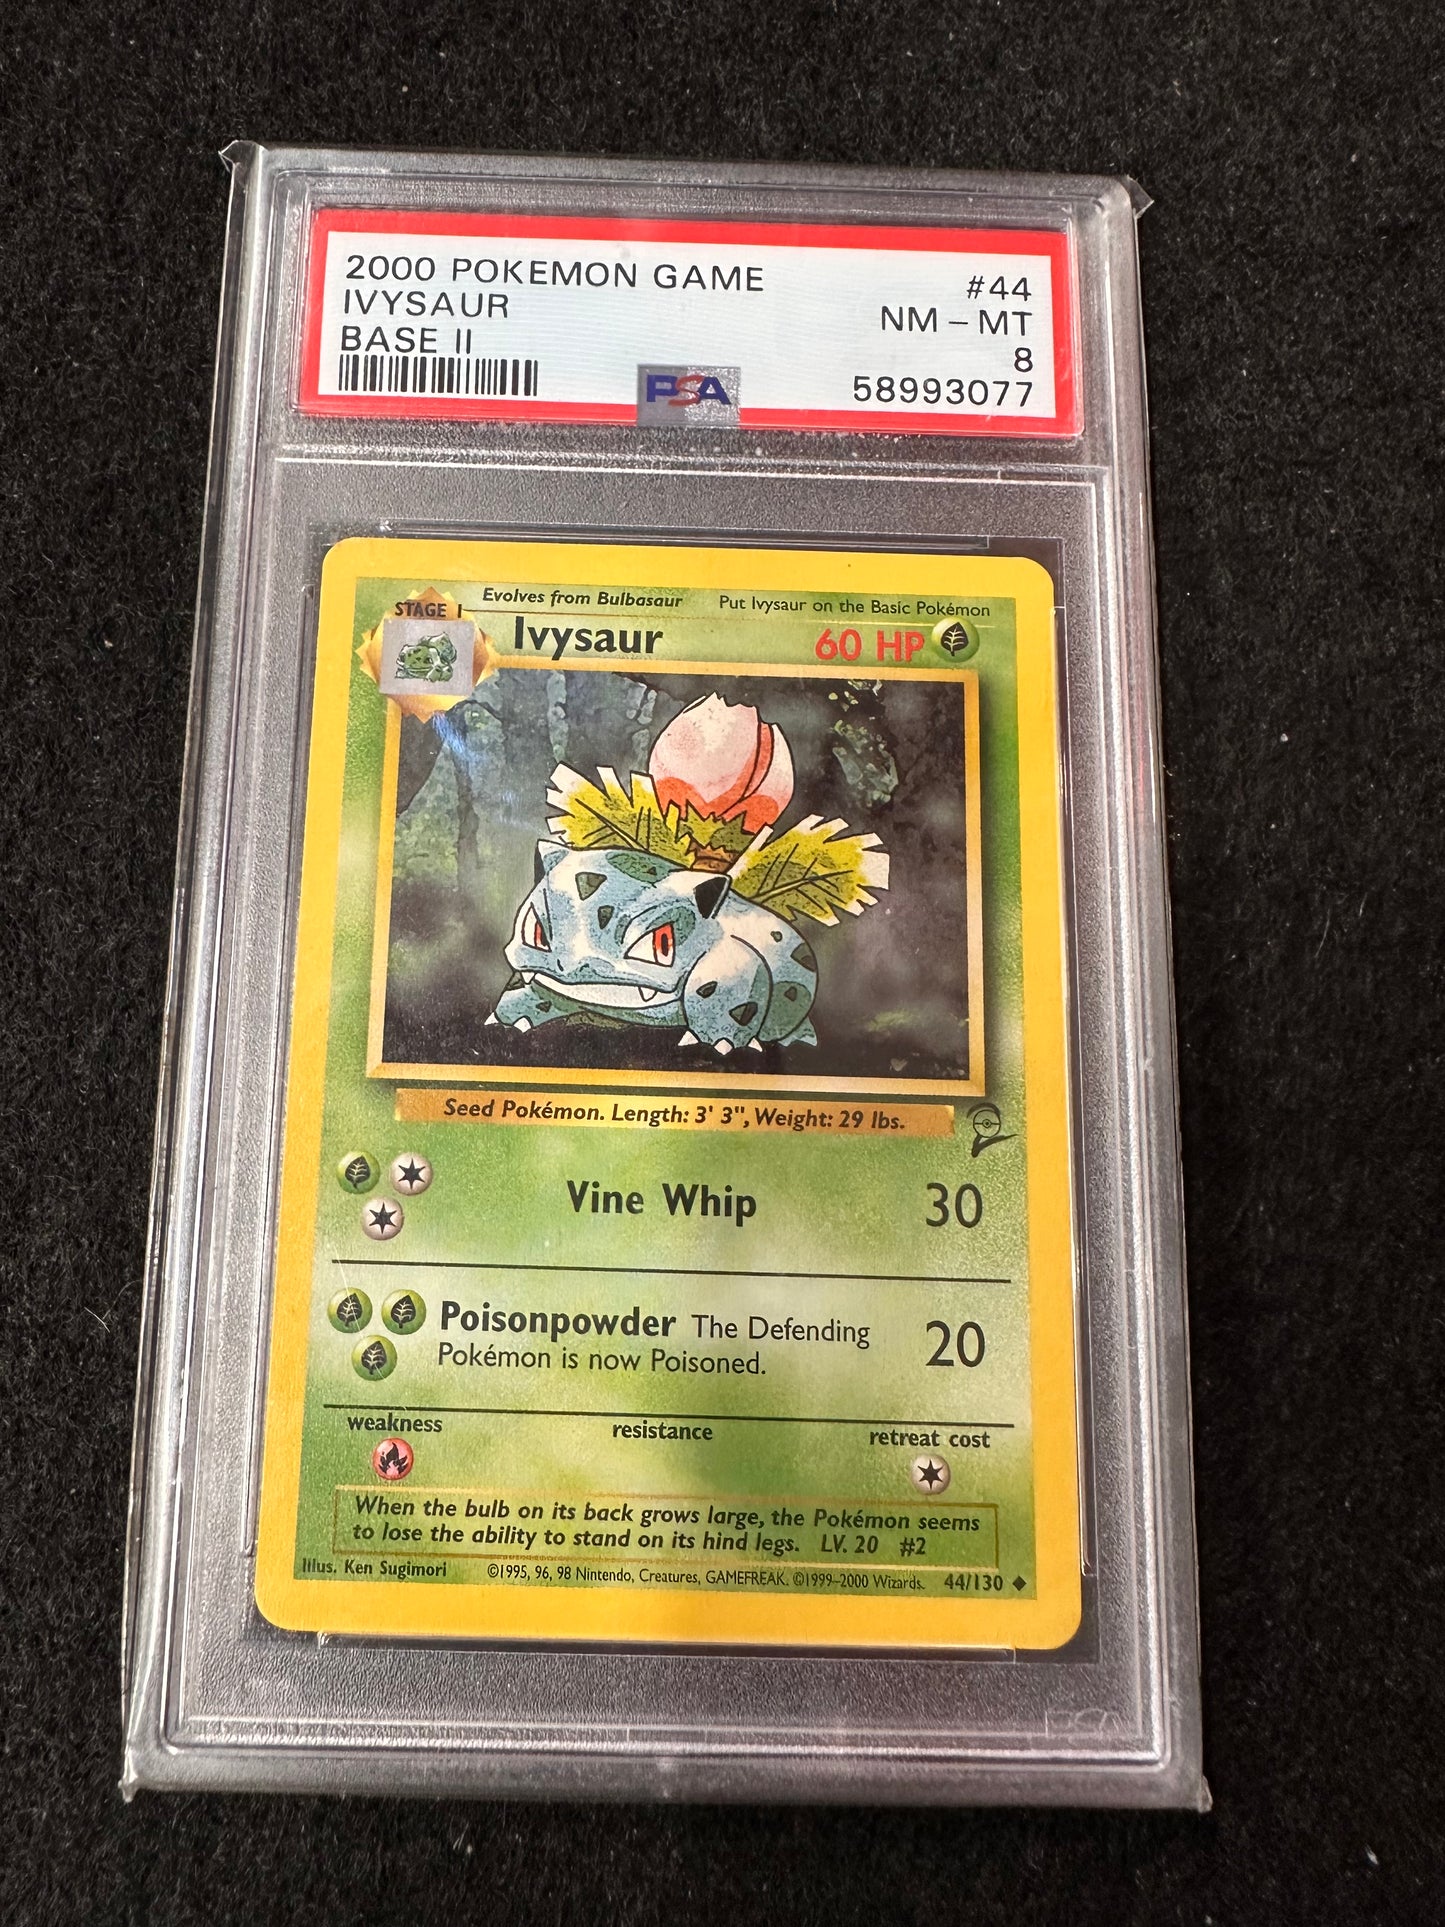 2000 POKEMON GAME #44
IVYSAUR NM - MT
BASE II 8
PSA 58993077
STAGE 1 Evolves from Bulbasaur Put Ivysaur on the Basic Pokémon
Ivysaur 60 HP
Seed Pokémon. Length: 3' 3", Weight: 29 lbs.
Vine Whip 30
Poisonpowder The Defending 20
Pokémon is now Poisoned.
weakness resistance retreat cost
When the bulb on its back grows large, the Pokémon seems
to lose the ability to stand on its hind legs. LV. 20 #2
Illus. Ken Sugimori ©1995, 96, 98 Nintendo, Creatures, GAMEFREAK. ©1999-2000 Wizards. 44/130
PSA